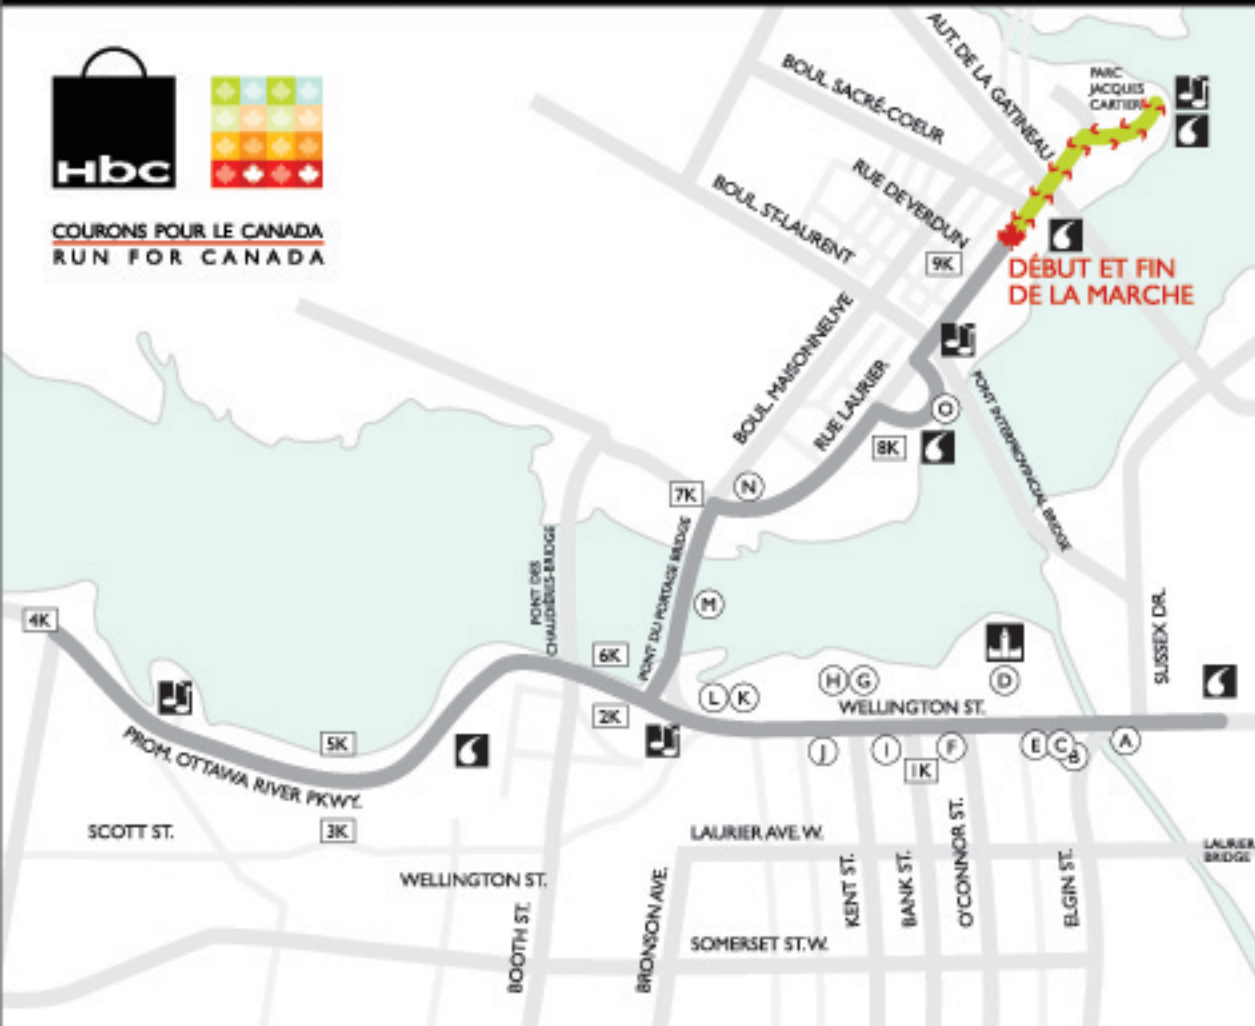 Hbc
COURONS POUR LE CANADA
RUN FOR CANADA
AUT. DE LA GATINEAU
PARC
JACQUES
CARTIER
BOUL. SACRÉ-COEUR
RUE DE VERDUN
BOUL. ST-LAURENT
9K
DÉBUT ET FIN
DE LA MARCHE
BOUL. MAISONNEUVE
RUE LAURIER
PONT INTERPROVINCIAL BRIDGE
O
8K
7K
N
PONT DES
CHAUDIÈRES-BRIDGE
PONT DU PORTAGE BRIDGE
M
4K
6K
SUSSEX DR.
L
K
H
G
D
2K
WELLINGTON ST.
5K
J
I
F
E
C
B
A
1K
PROM. OTTAWA RIVER PKWY.
3K
SCOTT ST.
LAURIER AVE. W.
LAURIER
BRIDGE
WELLINGTON ST.
KENT ST.
BANK ST.
O'CONNOR ST.
ELGIN ST.
BOOTH ST.
BRONSON AVE.
SOMERSET ST. W.